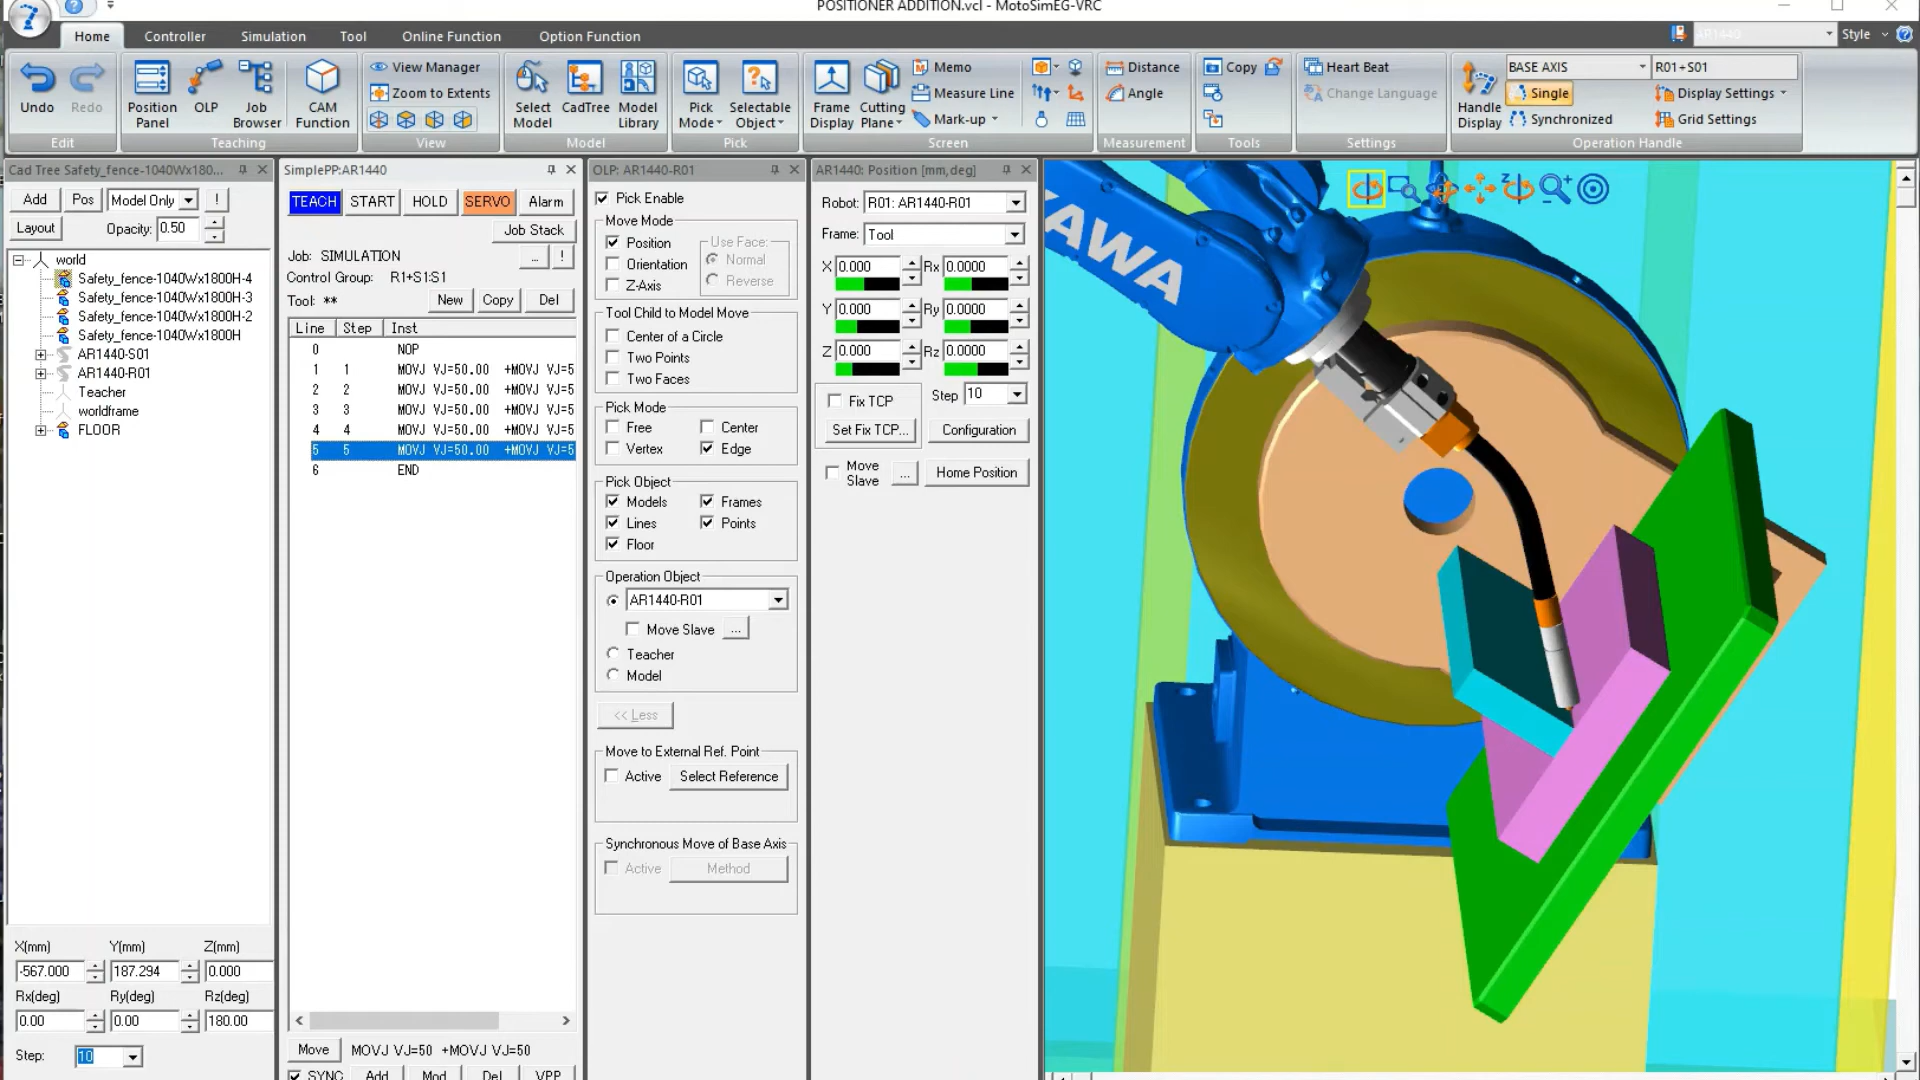 POSITIONER ADDITION.vcl - MotoSimEG-VRC
Home Controller Simulation Tool Online Function Option Function AR1440 Style
Undo Redo
Edit
Position Panel OLP Job Browser CAM Function
Teaching
View Manager
Zoom to Extents
View
Select Model CadTree Model Library
Model
Pick Mode Selectable Object
Pick
Frame Display Cutting Plane
Memo
Measure Line
Mark-up
Screen
Distance
Angle
Measurement
Copy
Tools
Heart Beat
Change Language
Settings
Handle Display
BASE AXIS R01+S01
Single Display Settings
Synchronized Grid Settings
Operation Handle
Cad Tree Safety_fence-1040Wx180...
Add Pos Model Only !
Layout Opacity: 0.50
world
Safety_fence-1040Wx1800H-4
Safety_fence-1040Wx1800H-3
Safety_fence-1040Wx1800H-2
Safety_fence-1040Wx1800H
AR1440-S01
AR1440-R01
Teacher
worldframe
FLOOR
X(mm) Y(mm) Z(mm)
-567.000 187.294 0.000
Rx(deg) Ry(deg) Rz(deg)
0.00 0.00 180.00
Step: 10
SimplePP:AR1440
TEACH START HOLD SERVO Alarm
Job Stack
Job: SIMULATION ... !
Control Group: R1+S1:S1
Tool: ** New Copy Del
Line Step Inst
0 NOP
1 1 MOVJ VJ=50.00 +MOVJ VJ=5
2 2 MOVJ VJ=50.00 +MOVJ VJ=5
3 3 MOVJ VJ=50.00 +MOVJ VJ=5
4 4 MOVJ VJ=50.00 +MOVJ VJ=5
5 5 MOVJ VJ=50.00 +MOVJ VJ=5
6 END
Move MOVJ VJ=50 +MOVJ VJ=50
SYNC Add Mod Del VPP
OLP: AR1440-R01
Pick Enable
Move Mode
Position
Orientation
Z-Axis
Use Face:
Normal
Reverse
Tool Child to Model Move
Center of a Circle
Two Points
Two Faces
Pick Mode
Free Center
Vertex Edge
Pick Object
Models Frames
Lines Points
Floor
Operation Object
AR1440-R01
Move Slave ...
Teacher
Model
<< Less
Move to External Ref. Point
Active Select Reference
Synchronous Move of Base Axis
Active Method
AR1440: Position [mm,deg]
Robot: R01: AR1440-R01
Frame: Tool
X 0.000 Rx 0.0000
Y 0.000 Ry 0.0000
Z 0.000 Rz 0.0000
Fix TCP Step 10
Set Fix TCP... Configuration
Move Slave ... Home Position
KAWA